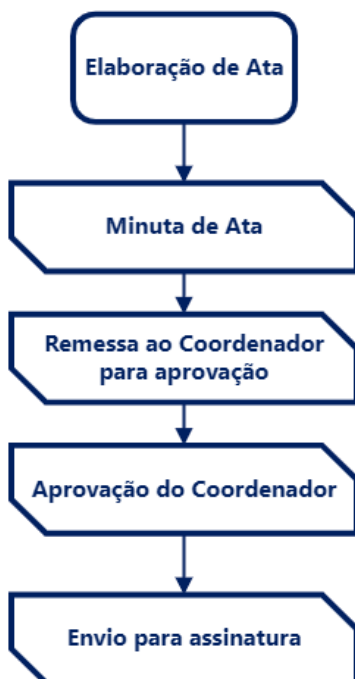 Elaboração de Ata
Minuta de Ata
Remessa ao Coordenador
para aprovação
Aprovação do Coordenador
Envio para assinatura